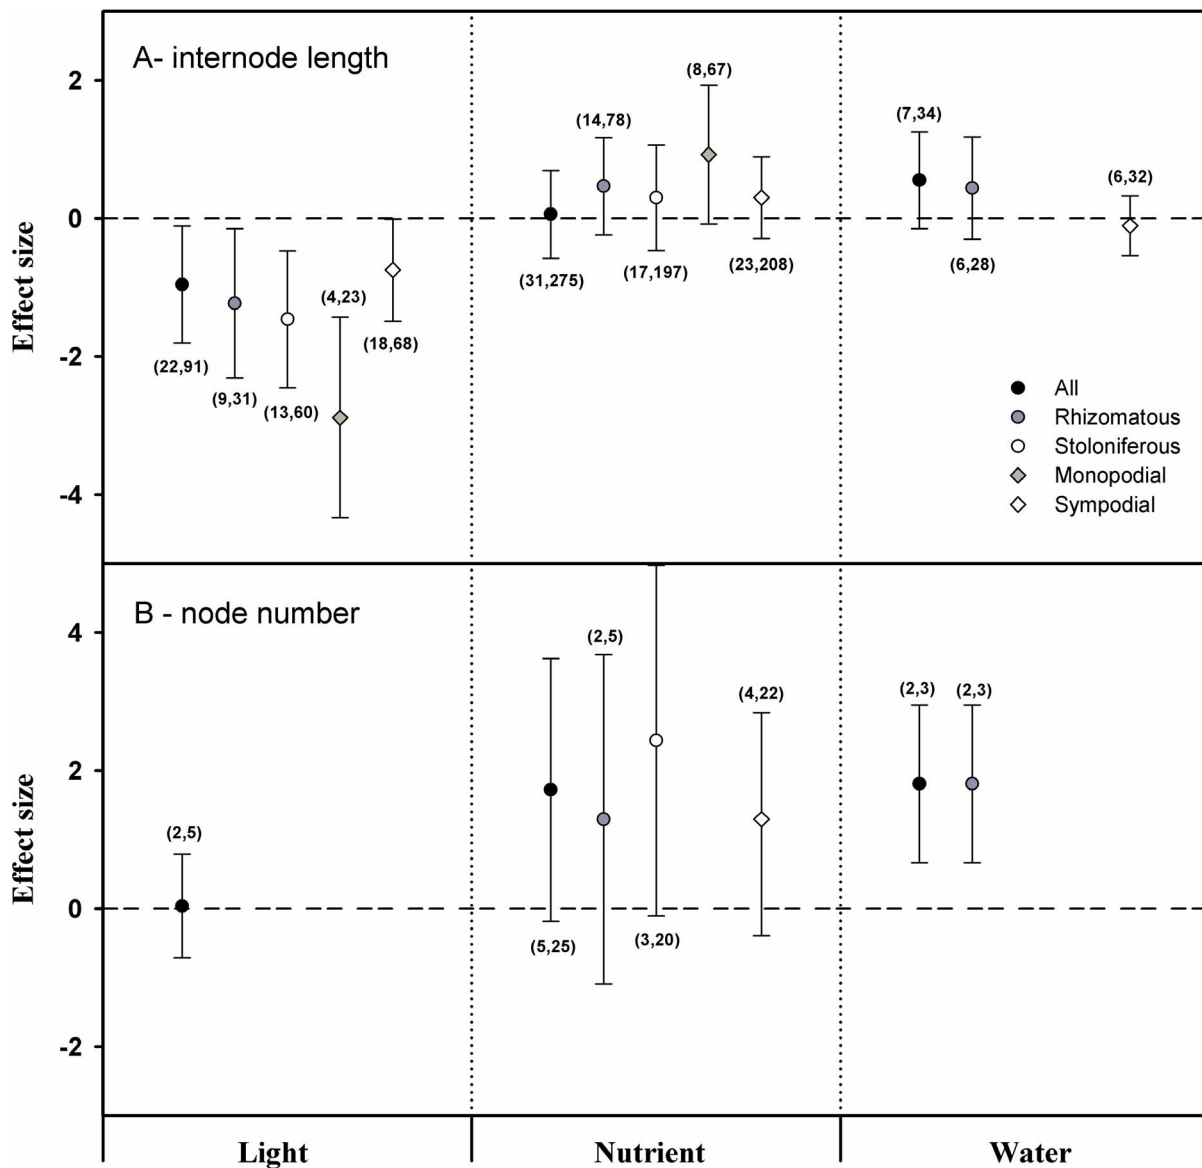 A- internode length
2
0
-2
-4
Effect size
(22,91)
(9,31)
(13,60)
(4,23)
(18,68)
(31,275)
(14,78)
(17,197)
(8,67)
(23,208)
(7,34)
(6,28)
(6,32)
All
Rhizomatous
Stoloniferous
Monopodial
Sympodial
B - node number
4
2
0
-2
Effect size
(2,5)
(5,25)
(2,5)
(3,20)
(4,22)
(2,3)
(2,3)
Light
Nutrient
Water